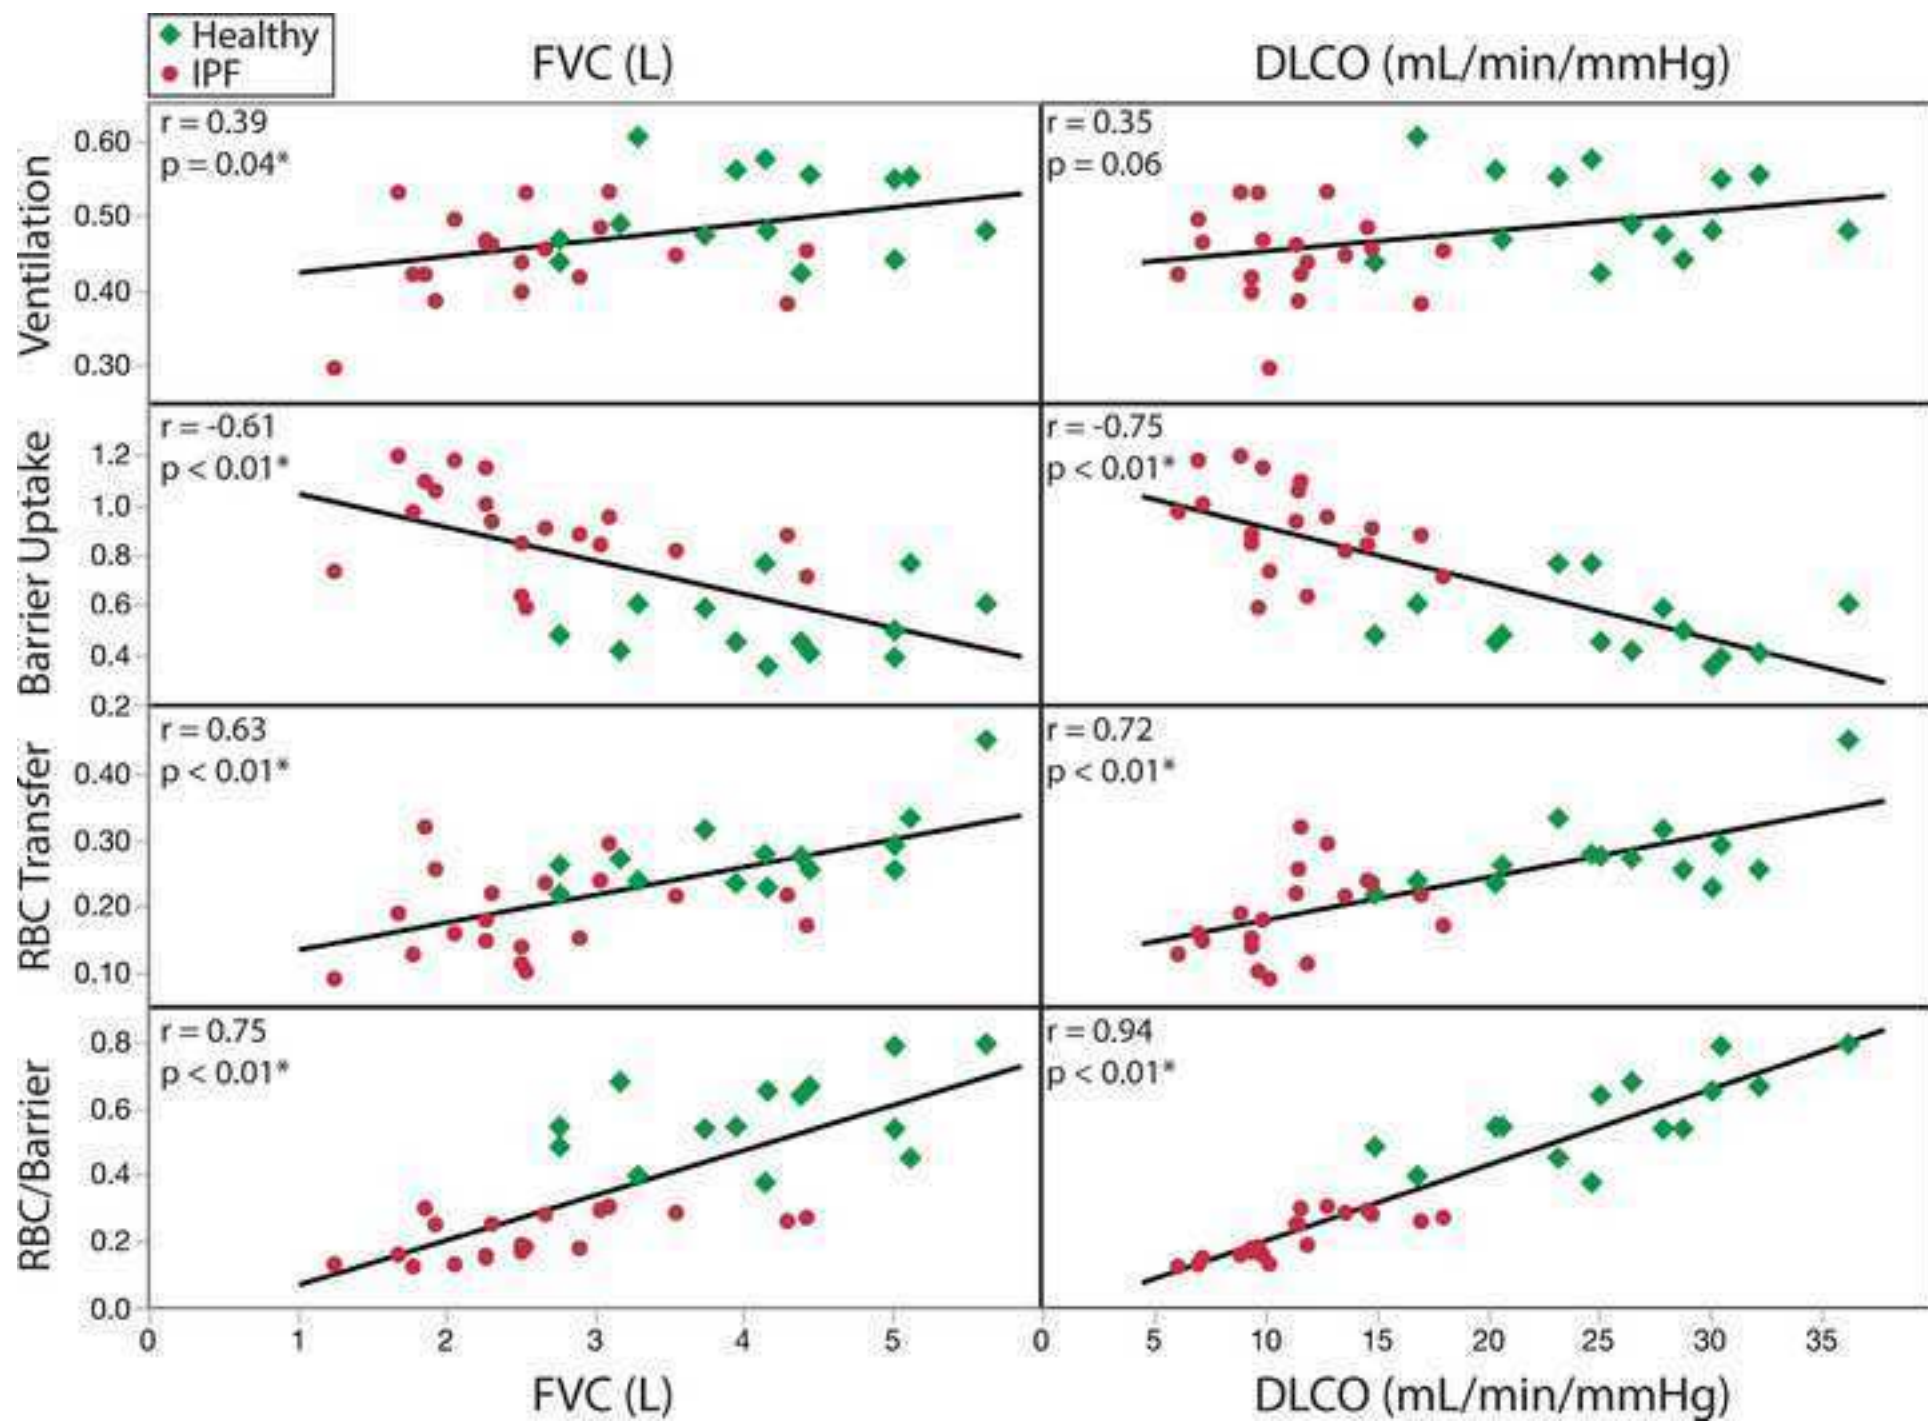 Healthy
IPF
FVC (L)
DLCO (mL/min/mmHg)
Ventilation
0.60
0.50
0.40
0.30
r = 0.39
p = 0.04*
r = 0.35
p = 0.06
Barrier Uptake
1.2
1.0
0.8
0.6
0.4
0.2
r = -0.61
p < 0.01*
r = -0.75
p < 0.01*
RBC Transfer
0.40
0.30
0.20
0.10
r = 0.63
p < 0.01*
r = 0.72
p < 0.01*
RBC/Barrier
0.8
0.6
0.4
0.2
0.0
r = 0.75
p < 0.01*
r = 0.94
p < 0.01*
0 1 2 3 4 5 0 5 10 15 20 25 30 35
FVC (L)
DLCO (mL/min/mmHg)